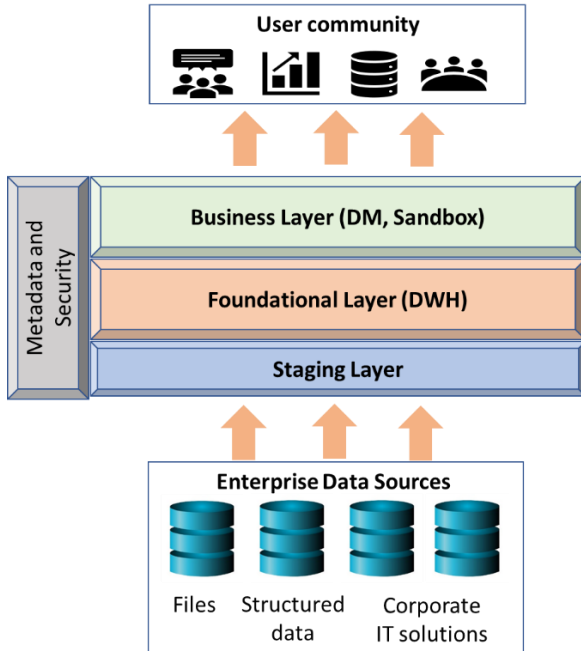 User community
Metadata and
Security
Business Layer (DM, Sandbox)
Foundational Layer (DWH)
Staging Layer
Enterprise Data Sources
Files
Structured
data
Corporate
IT solutions